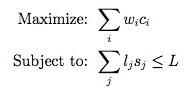 Maximize: ∑_i w_i c_i
Subject to: ∑_j l_j s_j ≤ L